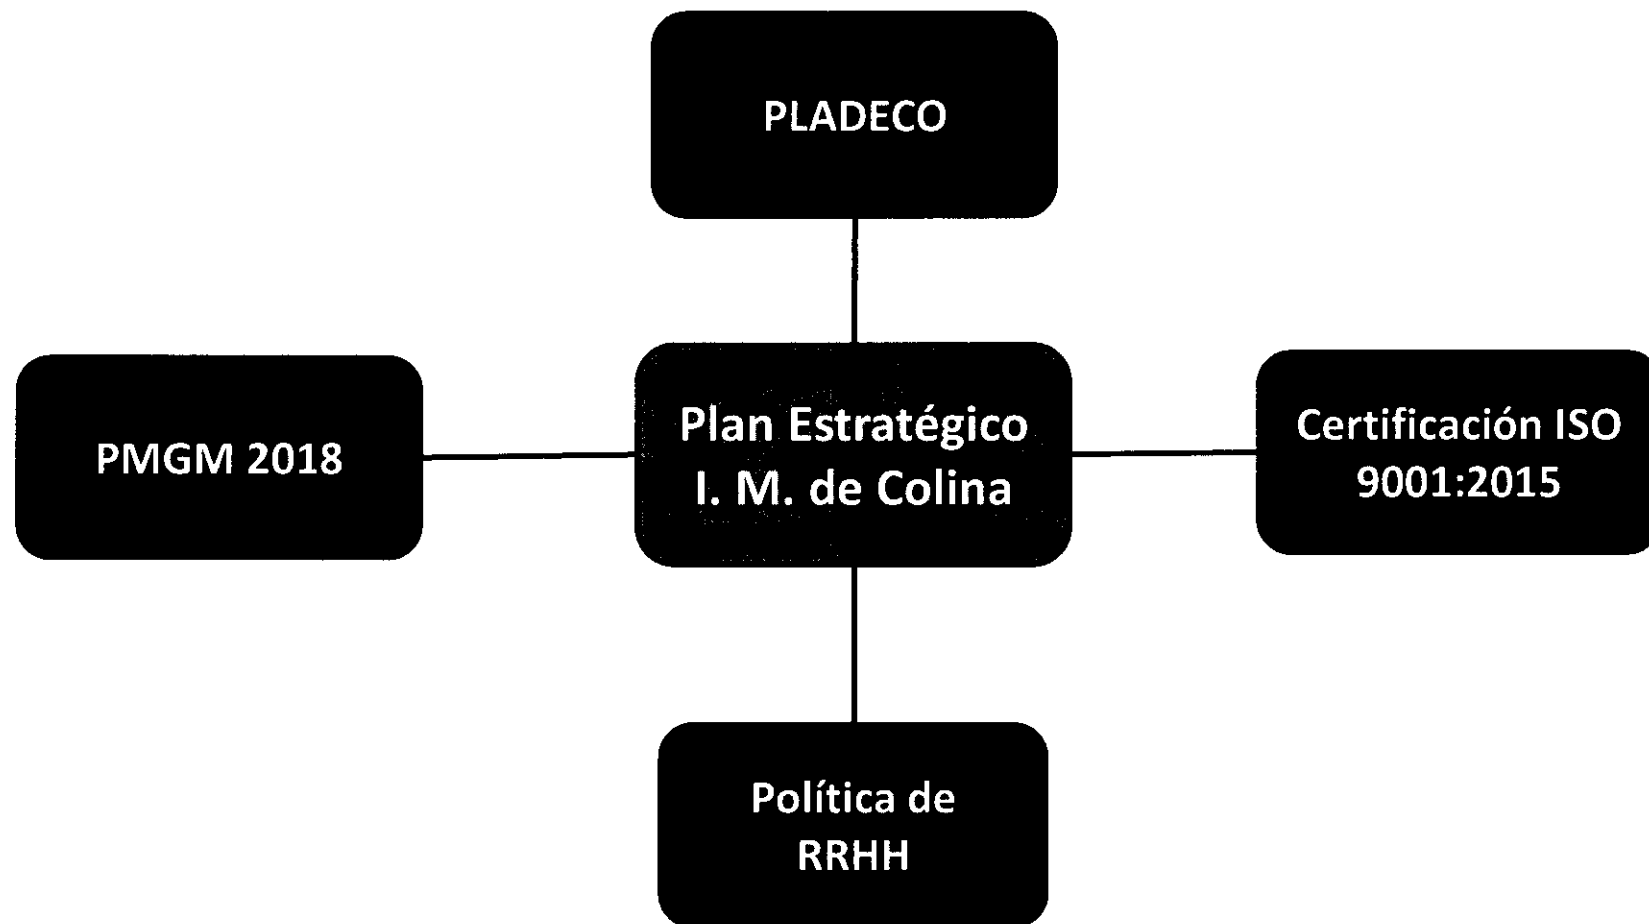 PLADECO
PMGM 2018
Plan Estratégico
I. M. de Colina
Certificación ISO
9001:2015
Política de
RRHH